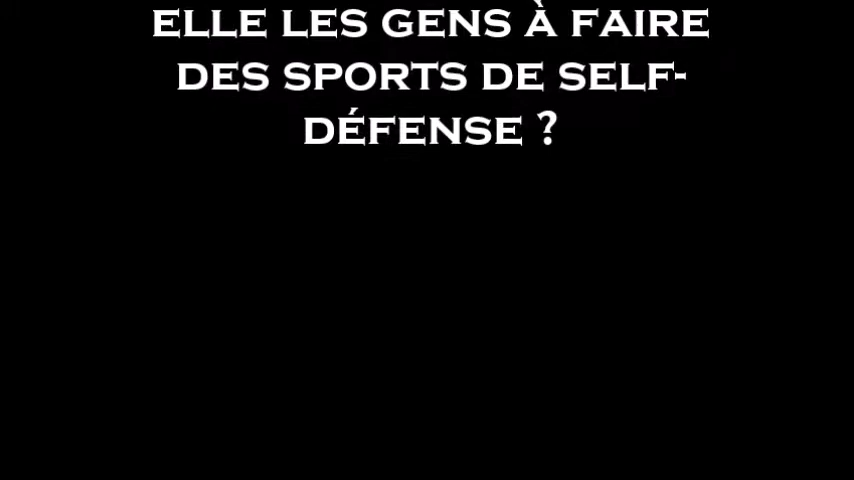 ELLE LES GENS À FAIRE
DES SPORTS DE SELF-
DÉFENSE ?